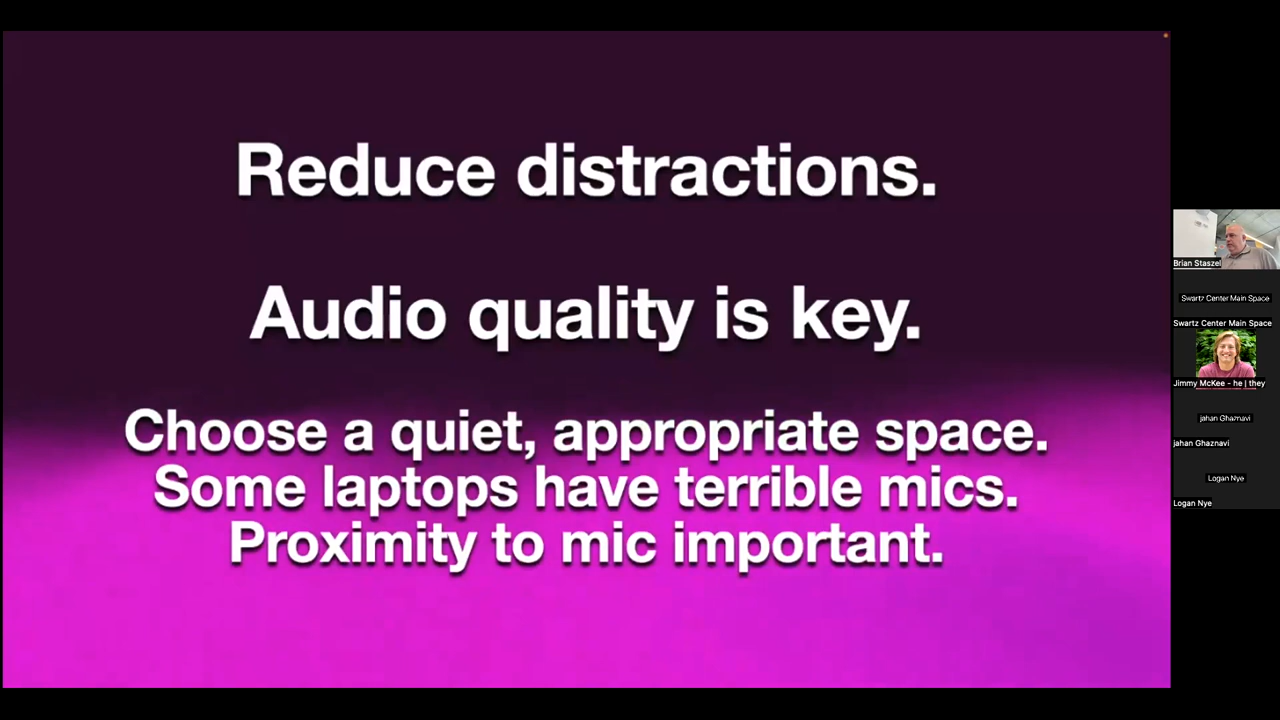 Reduce distractions.
Audio quality is key.
Choose a quiet, appropriate space.
Some laptops have terrible mics.
Proximity to mic important.
Brian Staszel
Swartz Center Main Space
Swartz Center Main Space
Jimmy McKee - he | they
jahan Ghaznavi
jahan Ghaznavi
Logan Nye
Logan Nye